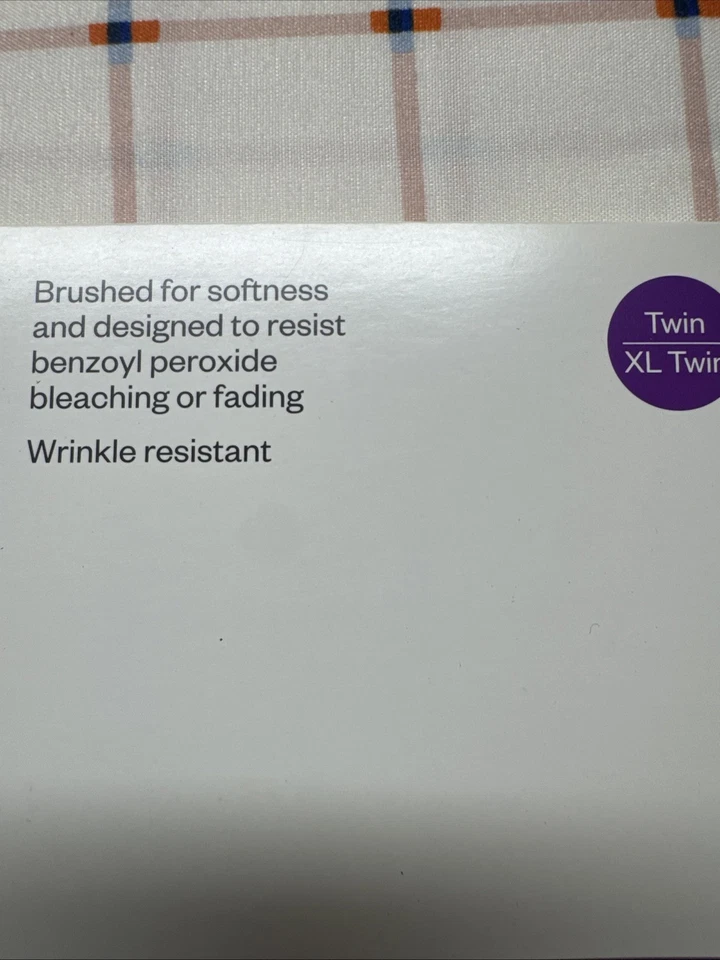 Brushed for softness
and designed to resist
benzoyl peroxide
bleaching or fading
Wrinkle resistant
Twin
XL Twin